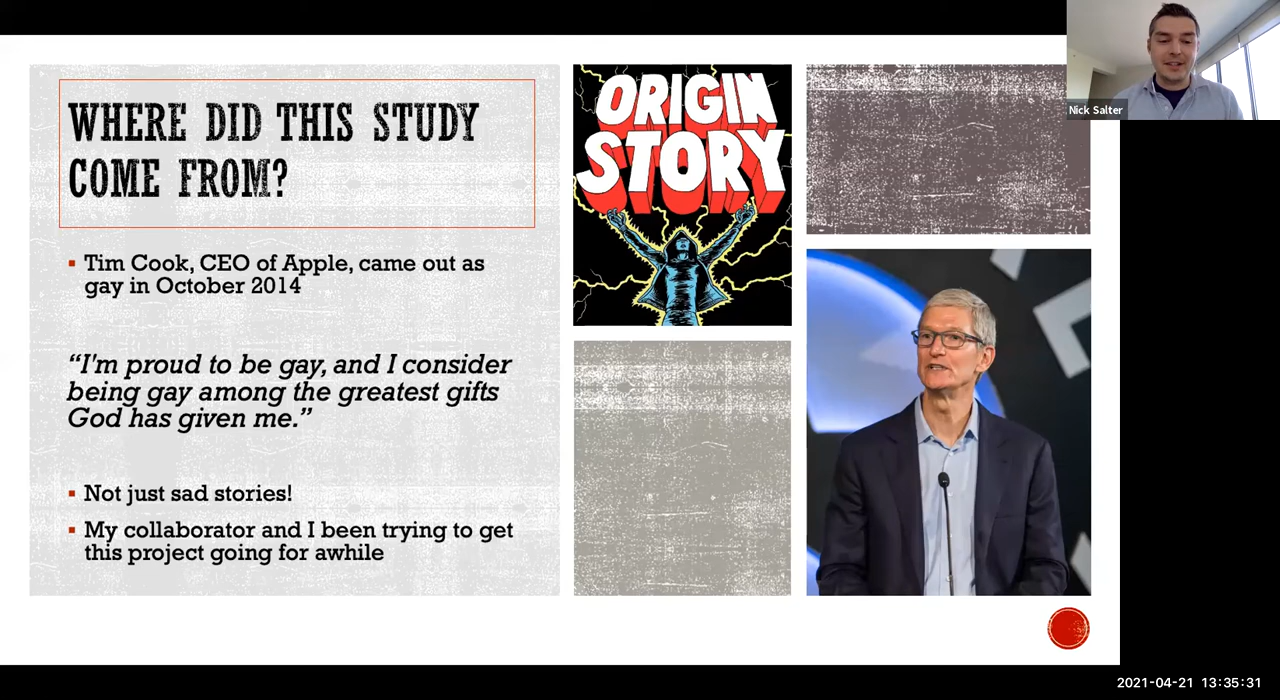 WHERE DID THIS STUDY
COME FROM?
Tim Cook, CEO of Apple, came out as
gay in October 2014
“I'm proud to be gay, and I consider
being gay among the greatest gifts
God has given me.”
Not just sad stories!
My collaborator and I been trying to get
this project going for awhile
ORIGIN
STORY
Nick Salter
2021-04-21 13:35:31